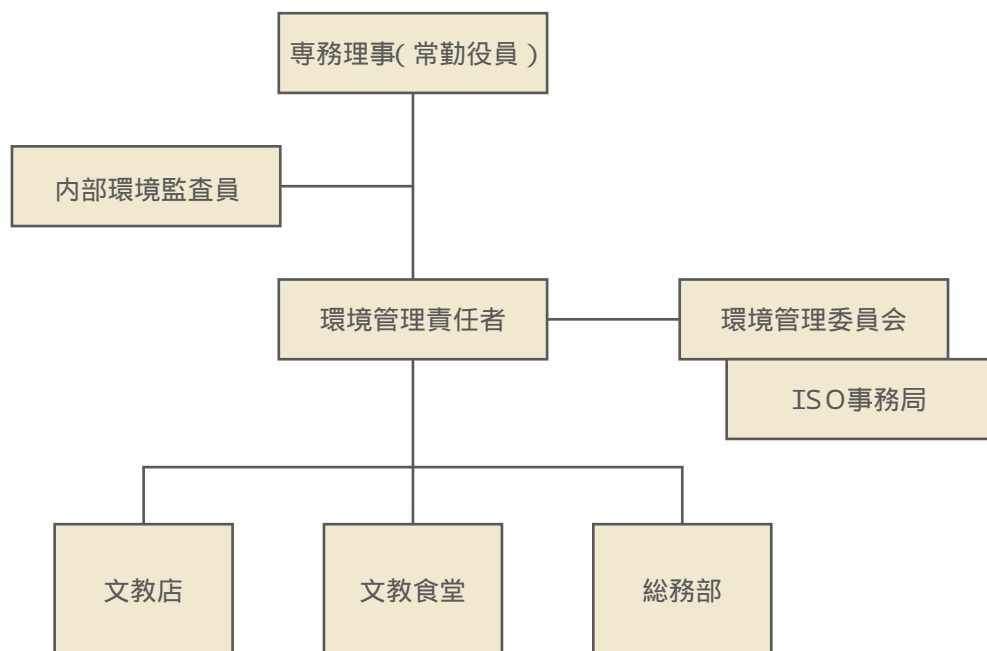 専務理事(常勤役員)
内部環境監査員
環境管理責任者
環境管理委員会
ISO事務局
文教店
文教食堂
総務部